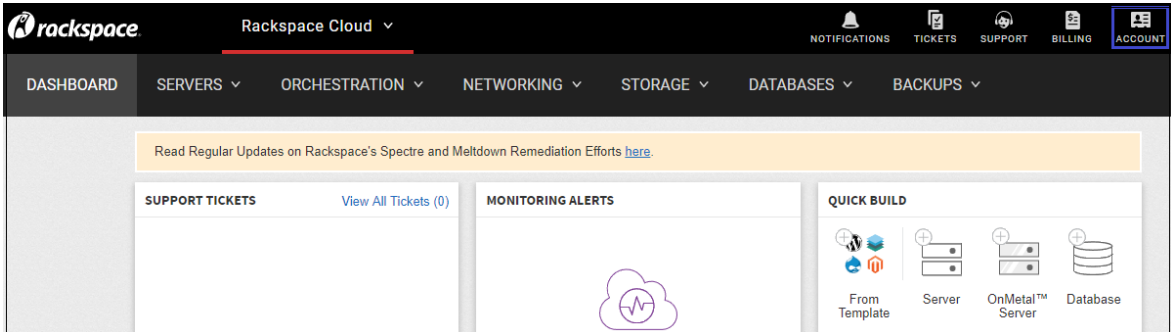 rackspace.
Rackspace Cloud
NOTIFICATIONS
TICKETS
SUPPORT
BILLING
ACCOUNT
DASHBOARD
SERVERS
ORCHESTRATION
NETWORKING
STORAGE
DATABASES
BACKUPS
Read Regular Updates on Rackspace's Spectre and Meltdown Remediation Efforts here.
SUPPORT TICKETS
View All Tickets (0)
MONITORING ALERTS
QUICK BUILD
From
Template
Server
OnMetal™
Server
Database